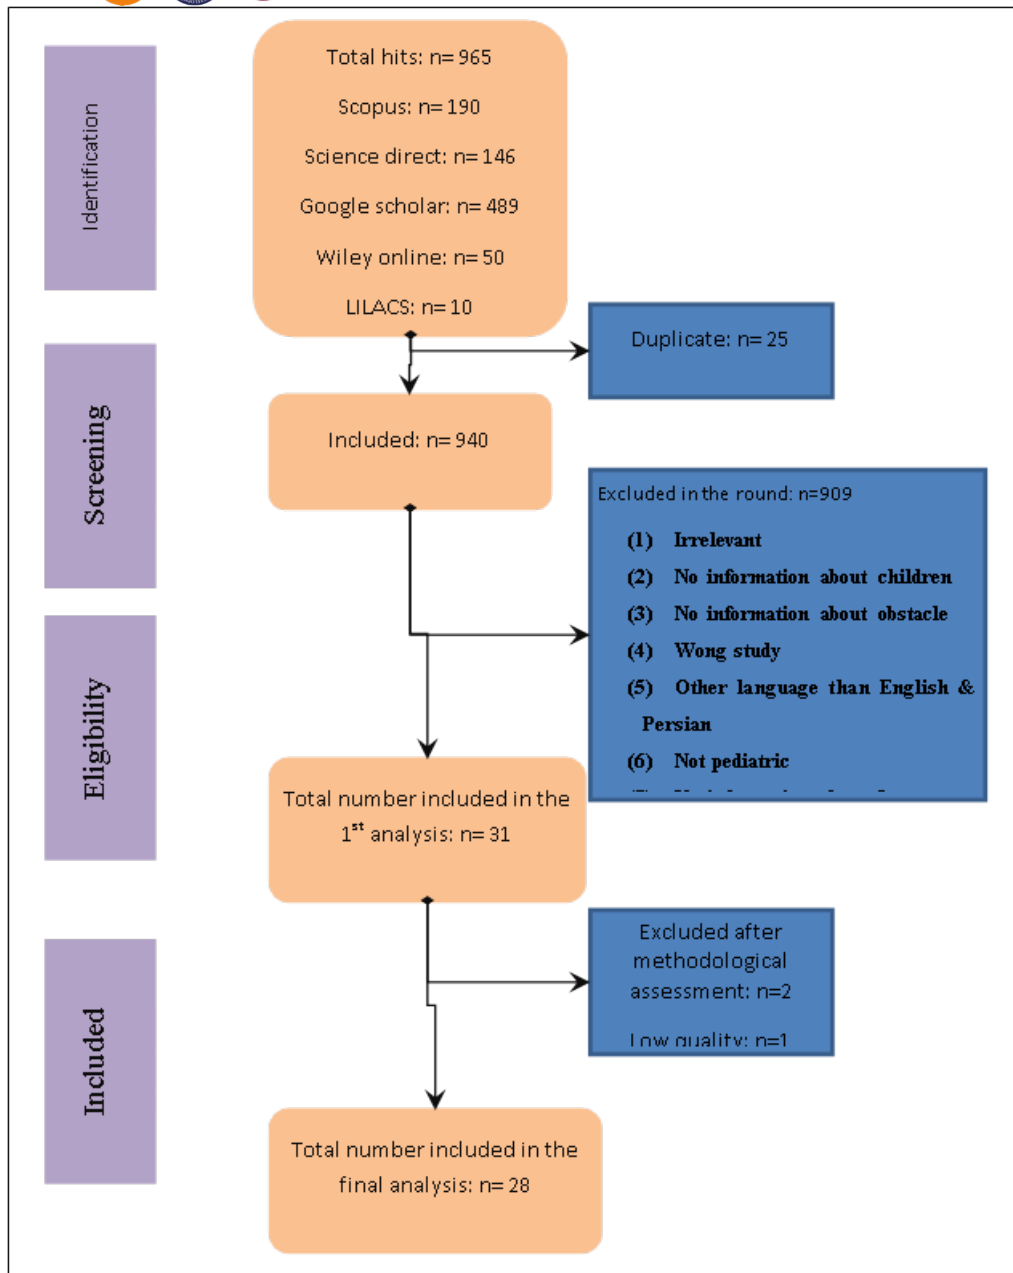 Identification
Total hits: n= 965
Scopus: n= 190
Science direct: n= 146
Google scholar: n= 489
Wiley online: n= 50
LILACS: n= 10
Duplicate: n= 25
Screening
Included: n= 940
Excluded in the round: n=909
(1) Irrelevant
(2) No information about children
(3) No information about obstacle
(4) Wong study
(5) Other language than English &
Persian
(6) Not pediatric
Eligibility
Total number included in the
1st analysis: n= 31
Excluded after
methodological
assessment: n=2
Low quality: n=1
Included
Total number included in the
final analysis: n= 28